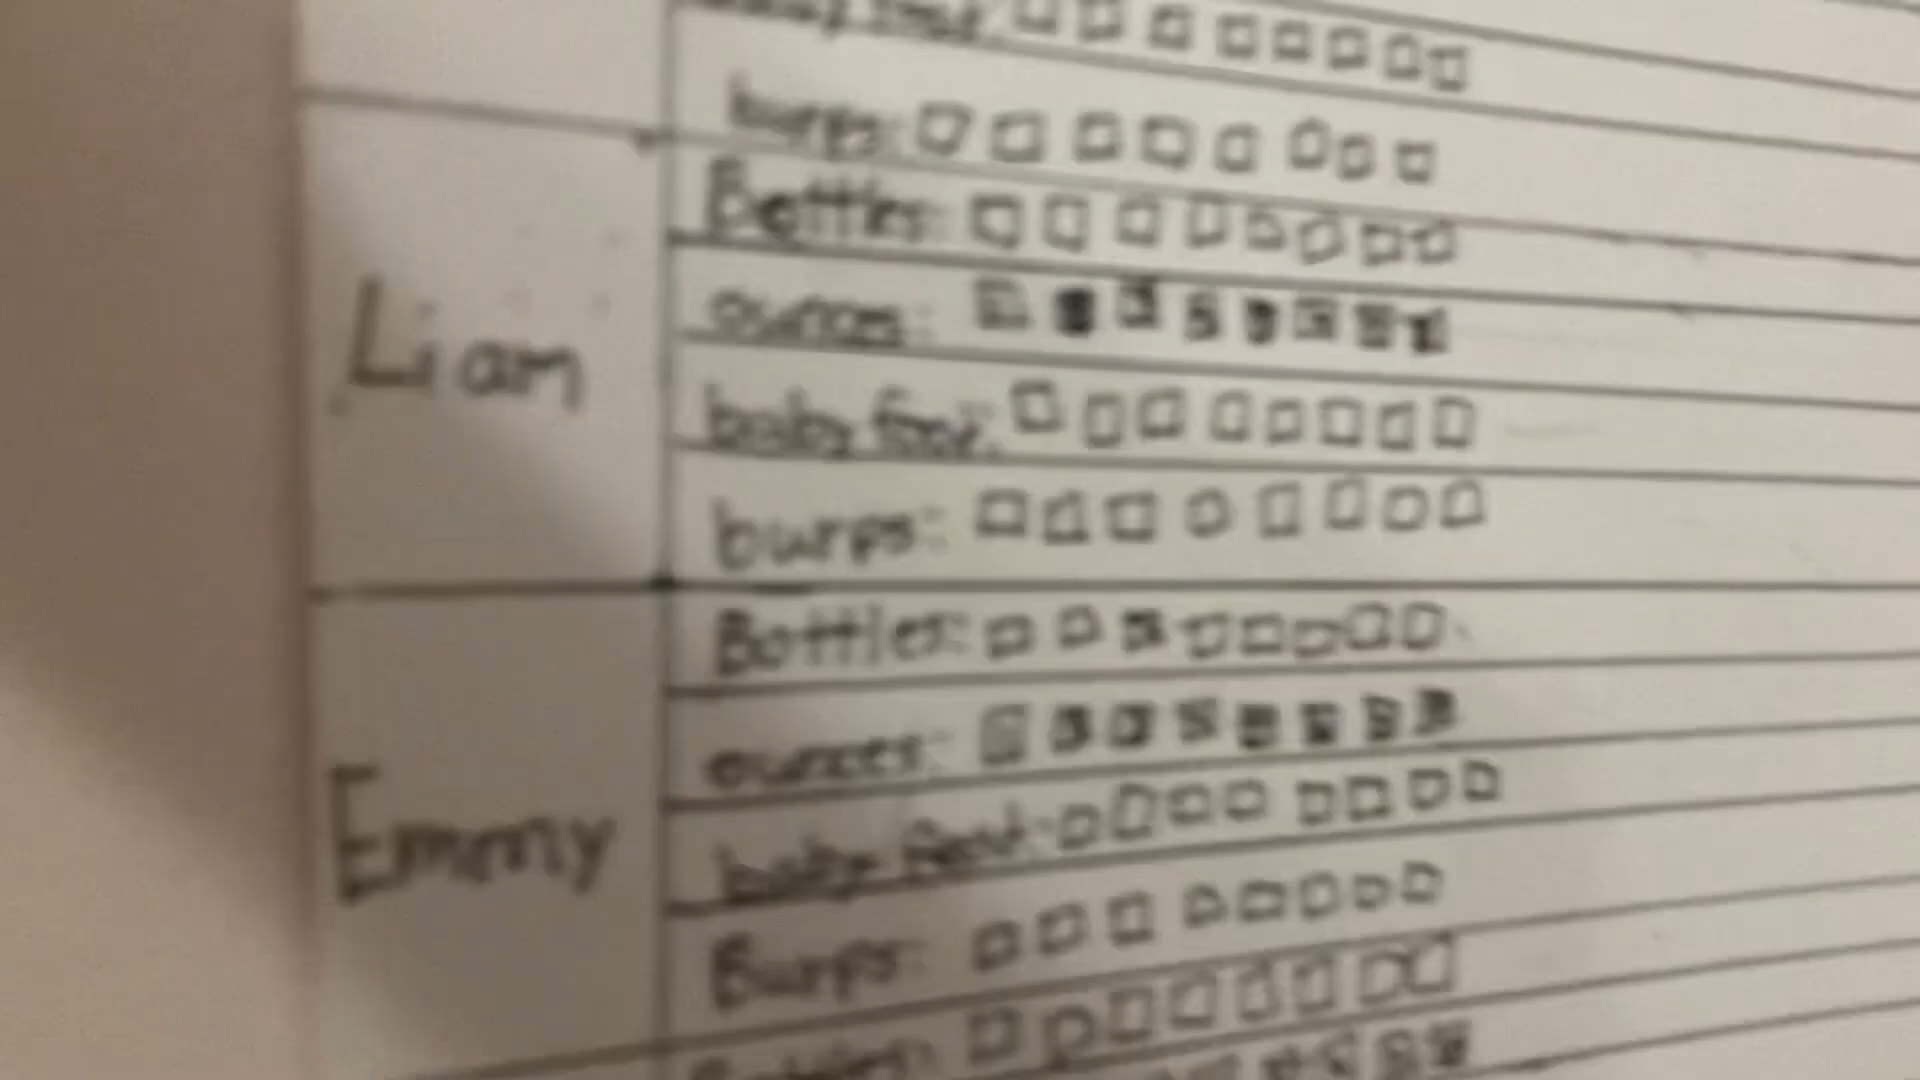 burps:
Liam
Bottles:
ounces:
baby food:
burps:
Emmy
Bottles:
ounces:
baby food:
Burps: